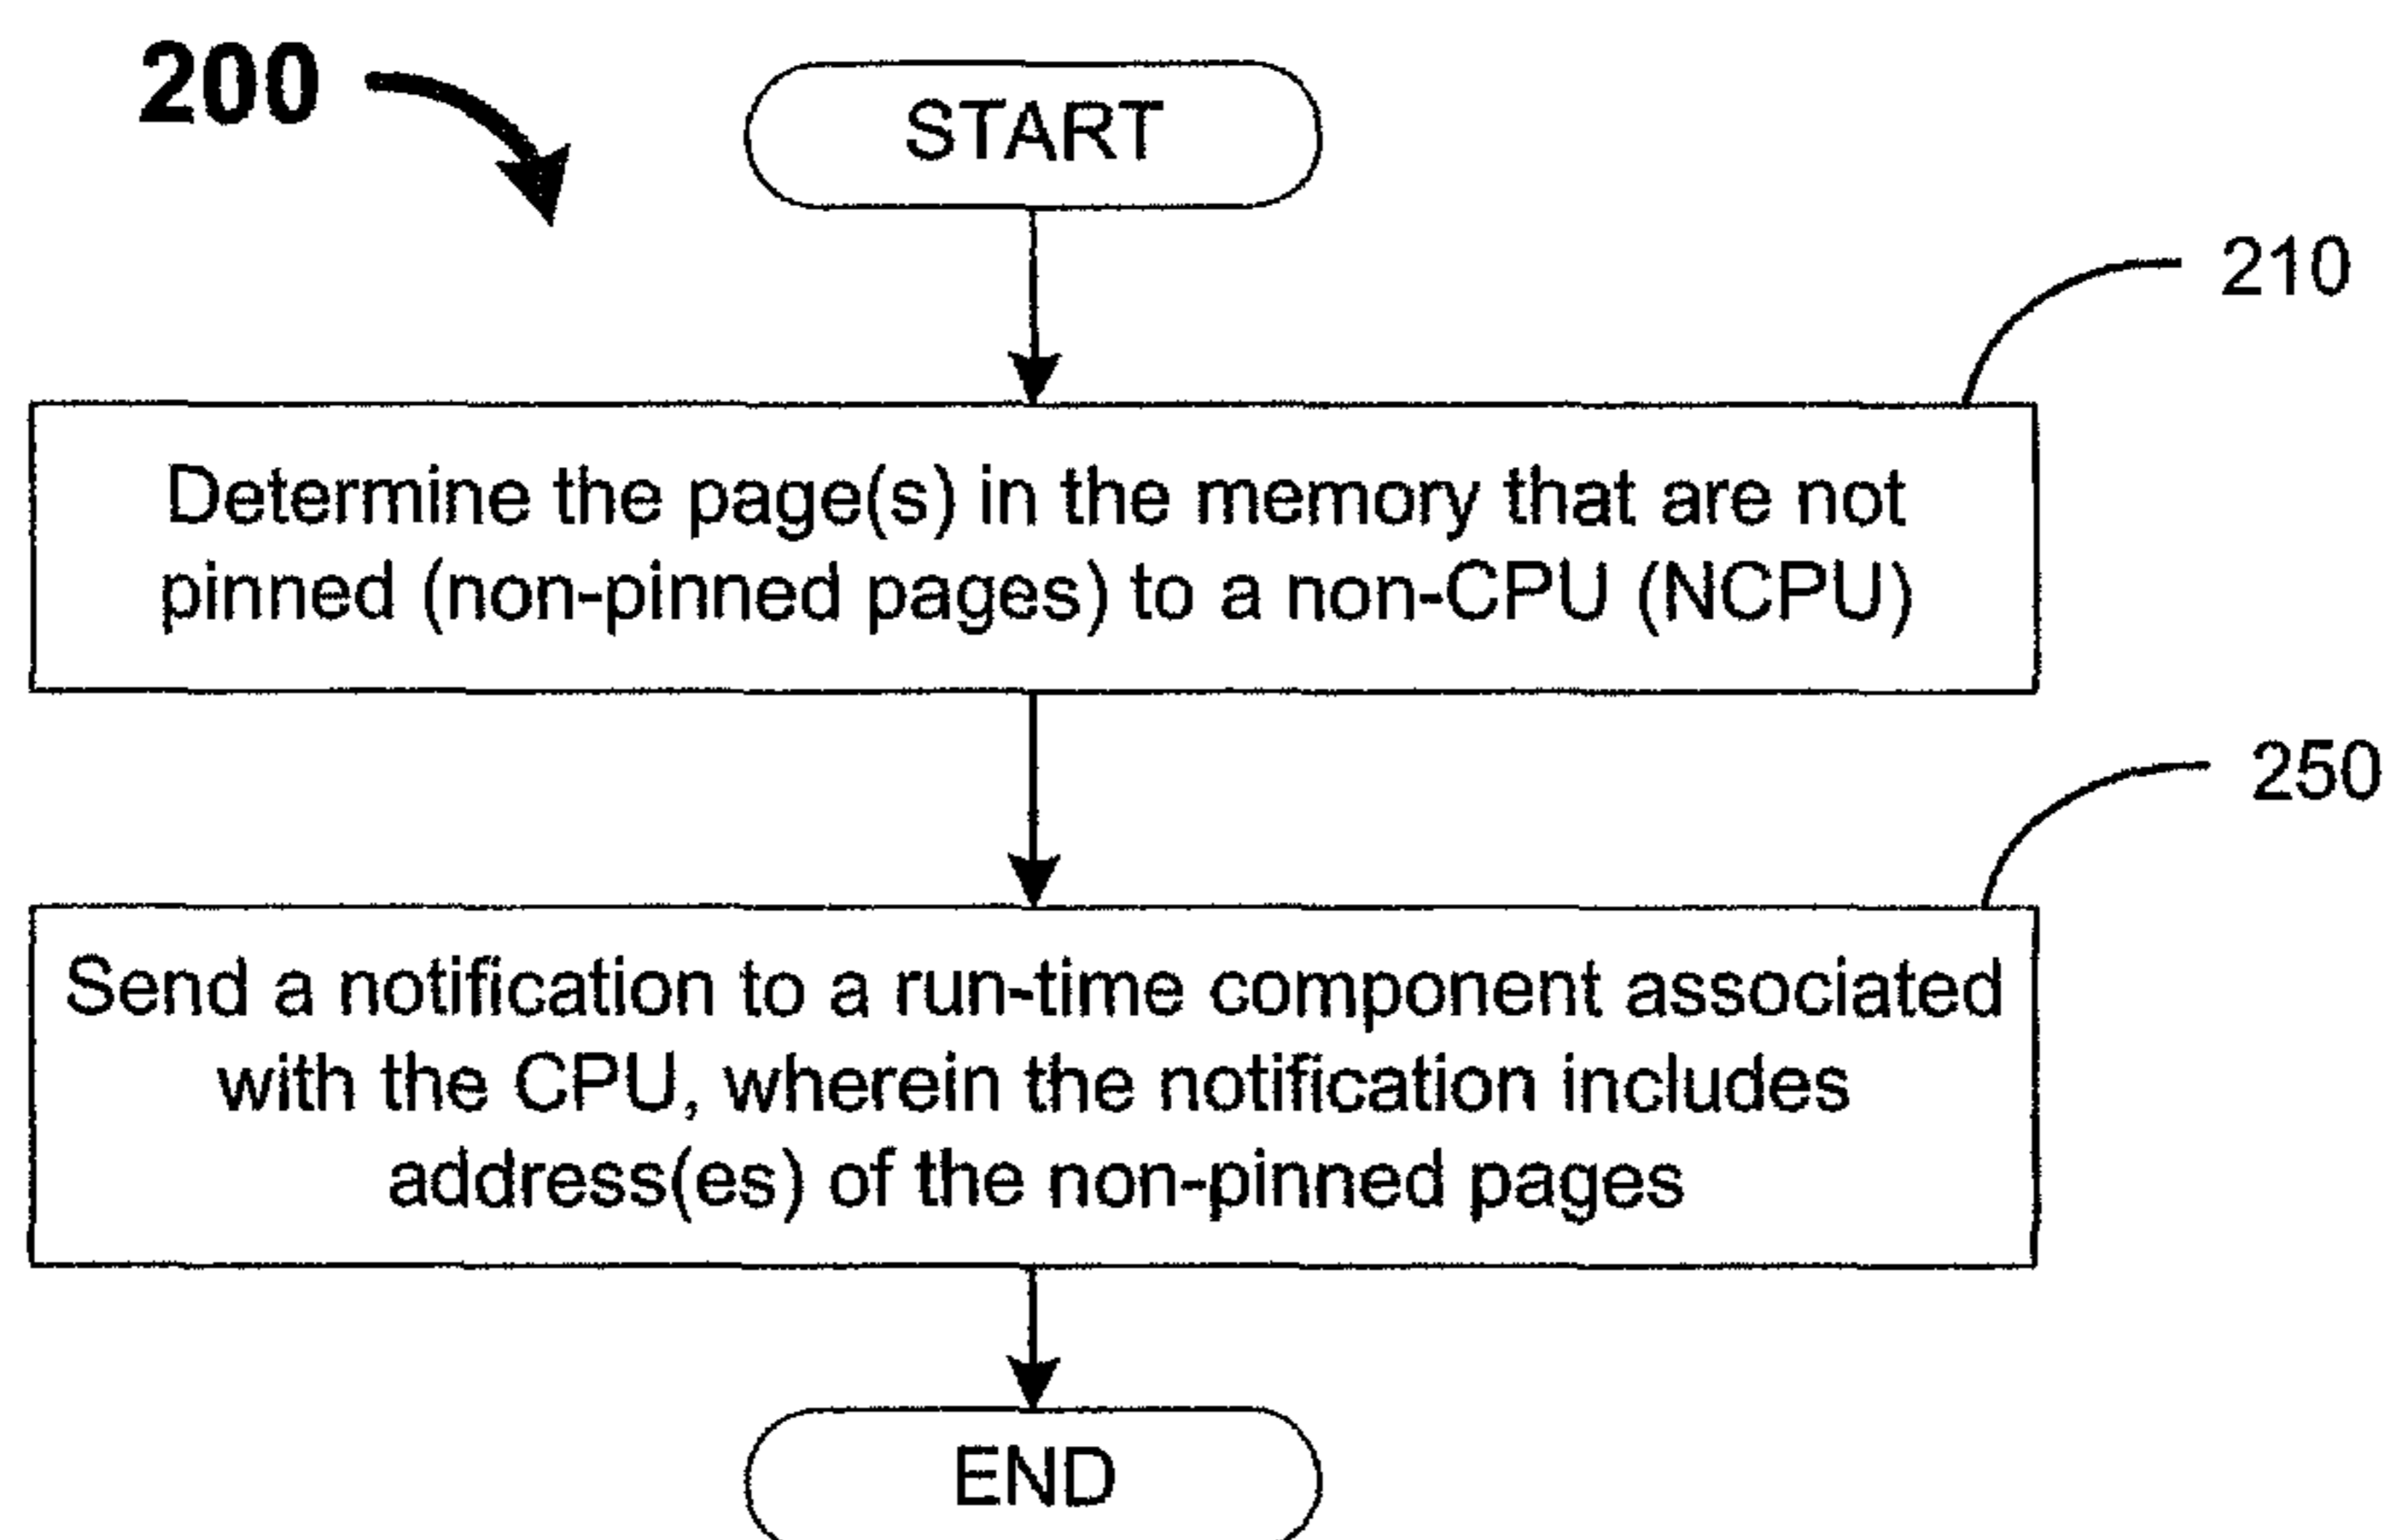 200
START
210
Determine the page(s) in the memory that are not
pinned (non-pinned pages) to a non-CPU (NCPU)
250
Send a notification to a run-time component associated
with the CPU, wherein the notification includes
address(es) of the non-pinned pages
END